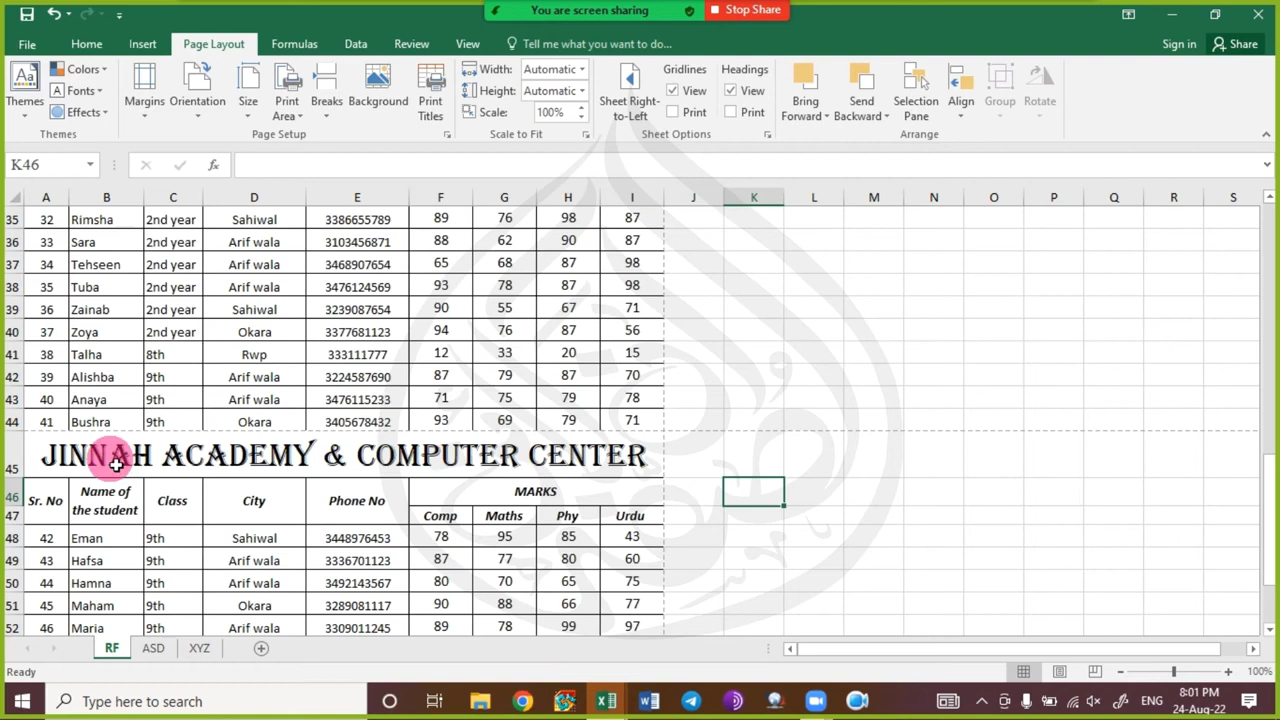 You are screen sharing Stop Share
File Home Insert Page Layout Formulas Data Review View Tell me what you want to do... Sign in Share
Colors Width: Automatic Gridlines Headings
Aa Fonts Height: Automatic View View
Themes Effects Margins Orientation Size Print Area Breaks Background Print Titles Scale: 100% Sheet Right-to-Left Print Print Bring Forward Send Backward Selection Pane Align Group Rotate
Themes Page Setup Scale to Fit Sheet Options Arrange
K46 fx
A B C D E F G H I J K L M N O P Q R S
35 32 Rimsha 2nd year Sahiwal 3386655789 89 76 98 87
36 33 Sara 2nd year Arif wala 3103456871 88 62 90 87
37 34 Tehseen 2nd year Arif wala 3468907654 65 68 87 98
38 35 Tuba 2nd year Arif wala 3476124569 93 78 87 98
39 36 Zainab 2nd year Sahiwal 3239087654 90 55 67 71
40 37 Zoya 2nd year Okara 3377681123 94 76 87 56
41 38 Talha 8th Rwp 333111777 12 33 20 15
42 39 Alishba 9th Arif wala 3224587690 87 79 87 70
43 40 Anaya 9th Arif wala 3476115233 71 75 79 78
44 41 Bushra 9th Okara 3405678432 93 69 79 71
45 JINNAH ACADEMY & COMPUTER CENTER
46 Sr. No Name of the student Class City Phone No MARKS
47 Comp Maths Phy Urdu
48 42 Eman 9th Sahiwal 3448976453 78 95 85 43
49 43 Hafsa 9th Arif wala 3336701123 87 77 80 60
50 44 Hamna 9th Arif wala 3492143567 80 70 65 75
51 45 Maham 9th Okara 3289081117 90 88 66 77
52 46 Maria 9th Arif wala 3309011245 89 78 99 97
RF ASD XYZ
Ready 100%
Type here to search ENG 8:01 PM
24-Aug-22